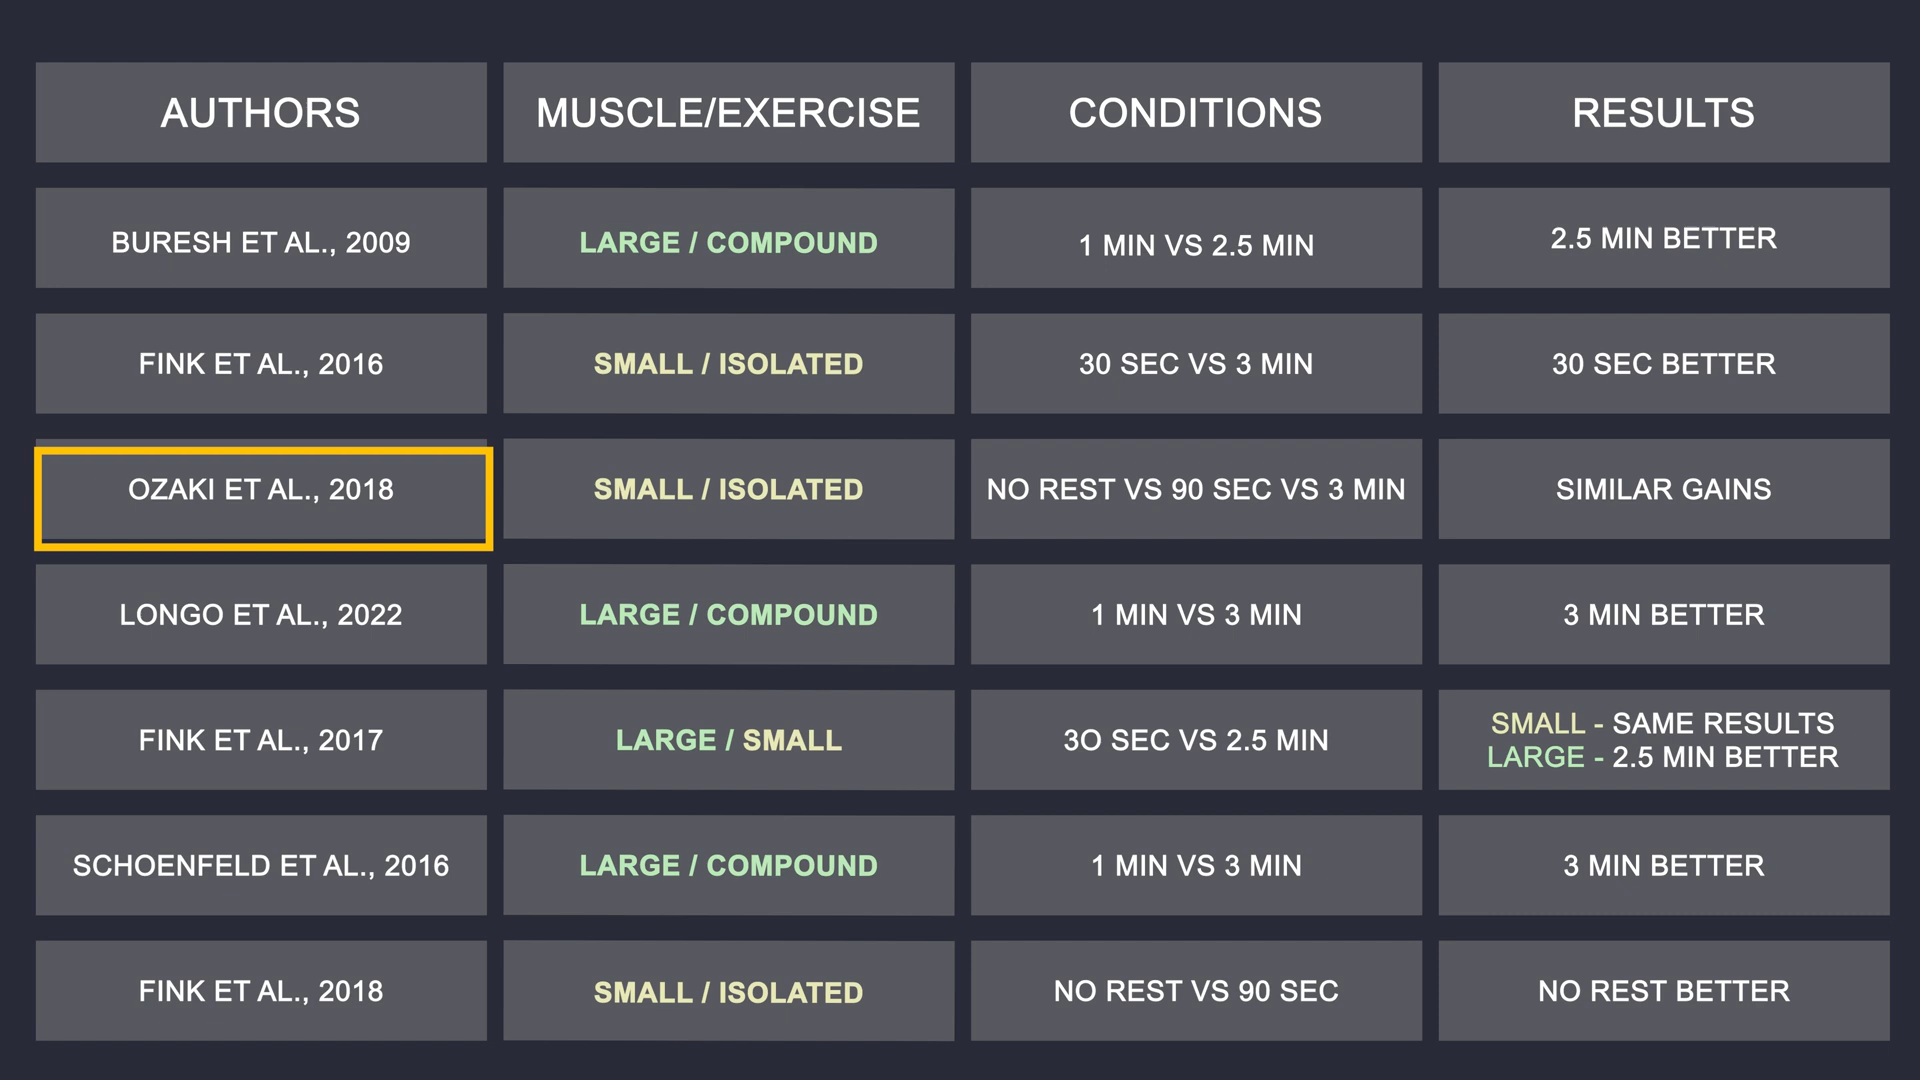 AUTHORS MUSCLE/EXERCISE CONDITIONS RESULTS
BURESH ET AL., 2009 LARGE / COMPOUND 1 MIN VS 2.5 MIN 2.5 MIN BETTER
FINK ET AL., 2016 SMALL / ISOLATED 30 SEC VS 3 MIN 30 SEC BETTER
OZAKI ET AL., 2018 SMALL / ISOLATED NO REST VS 90 SEC VS 3 MIN SIMILAR GAINS
LONGO ET AL., 2022 LARGE / COMPOUND 1 MIN VS 3 MIN 3 MIN BETTER
FINK ET AL., 2017 LARGE / SMALL 3O SEC VS 2.5 MIN SMALL - SAME RESULTS
LARGE - 2.5 MIN BETTER
SCHOENFELD ET AL., 2016 LARGE / COMPOUND 1 MIN VS 3 MIN 3 MIN BETTER
FINK ET AL., 2018 SMALL / ISOLATED NO REST VS 90 SEC NO REST BETTER